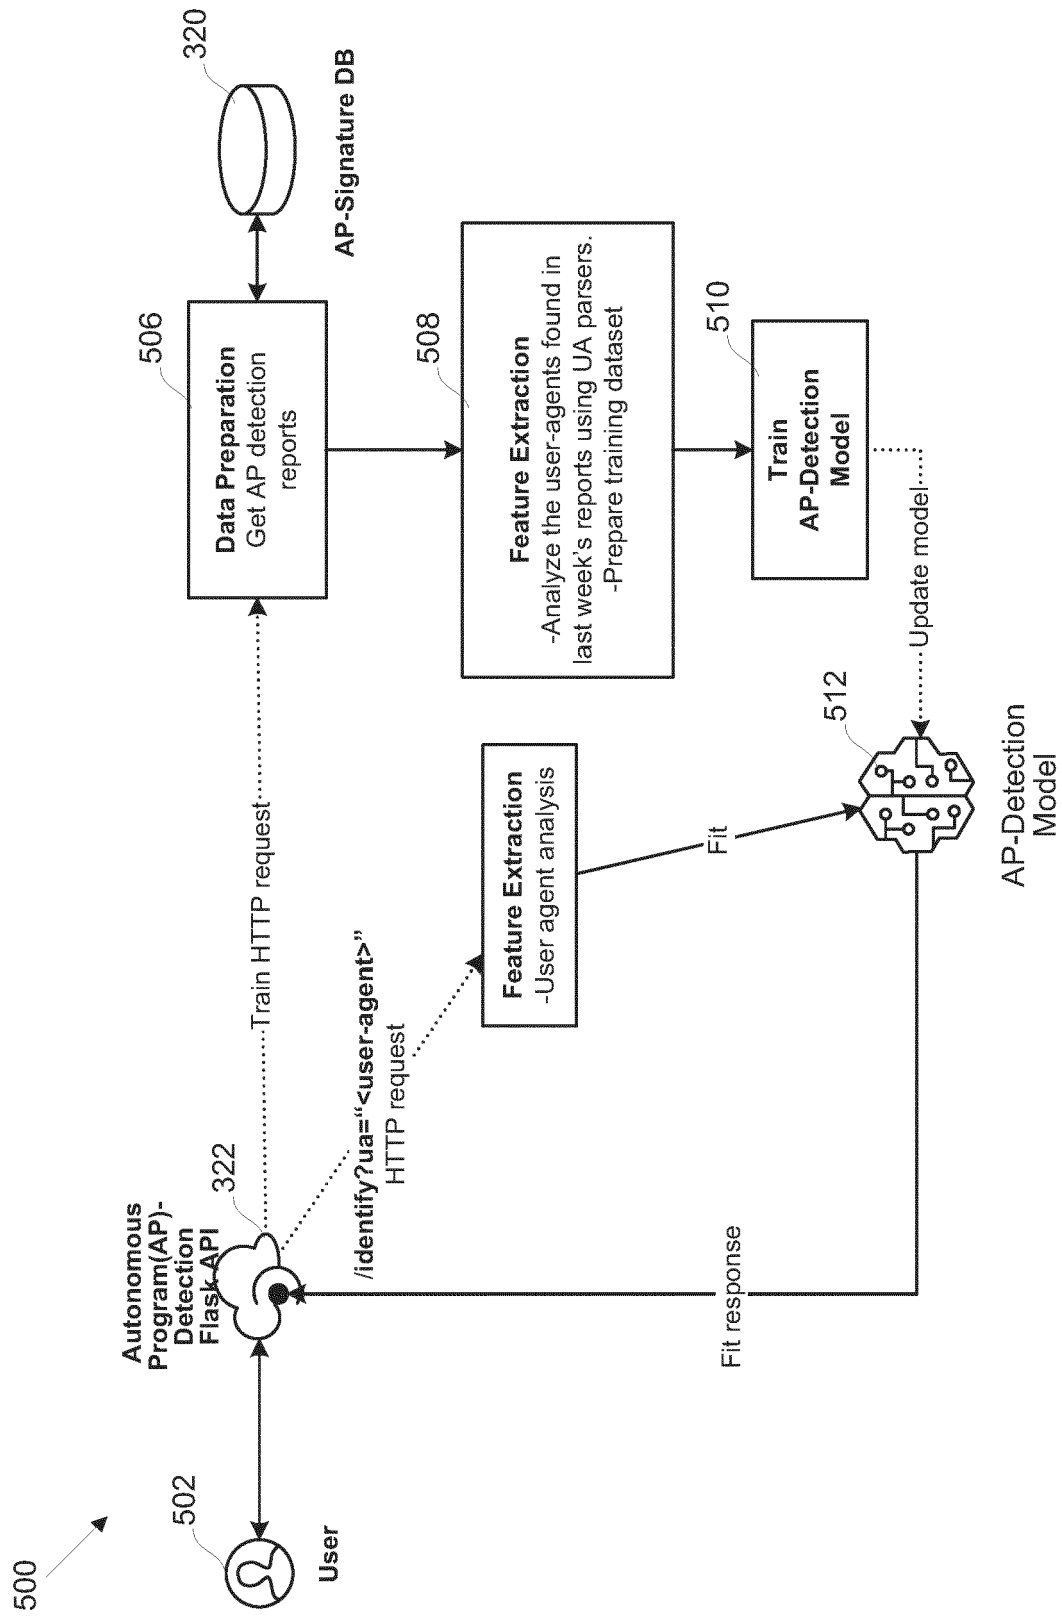 500
502
User
Autonomous
Program(AP)-
Detection
Flask API
322
Train HTTP request
/identify?ua=“<user-agent>”
HTTP request
506
Data Preparation
Get AP detection
reports
320
AP-Signature DB
508
Feature Extraction
-Analyze the user-agents found in
last week's reports using UA parsers.
-Prepare training dataset
510
Train
AP-Detection
Model
Update model
Feature Extraction
-User agent analysis
Fit
512
AP-Detection
Model
Fit response